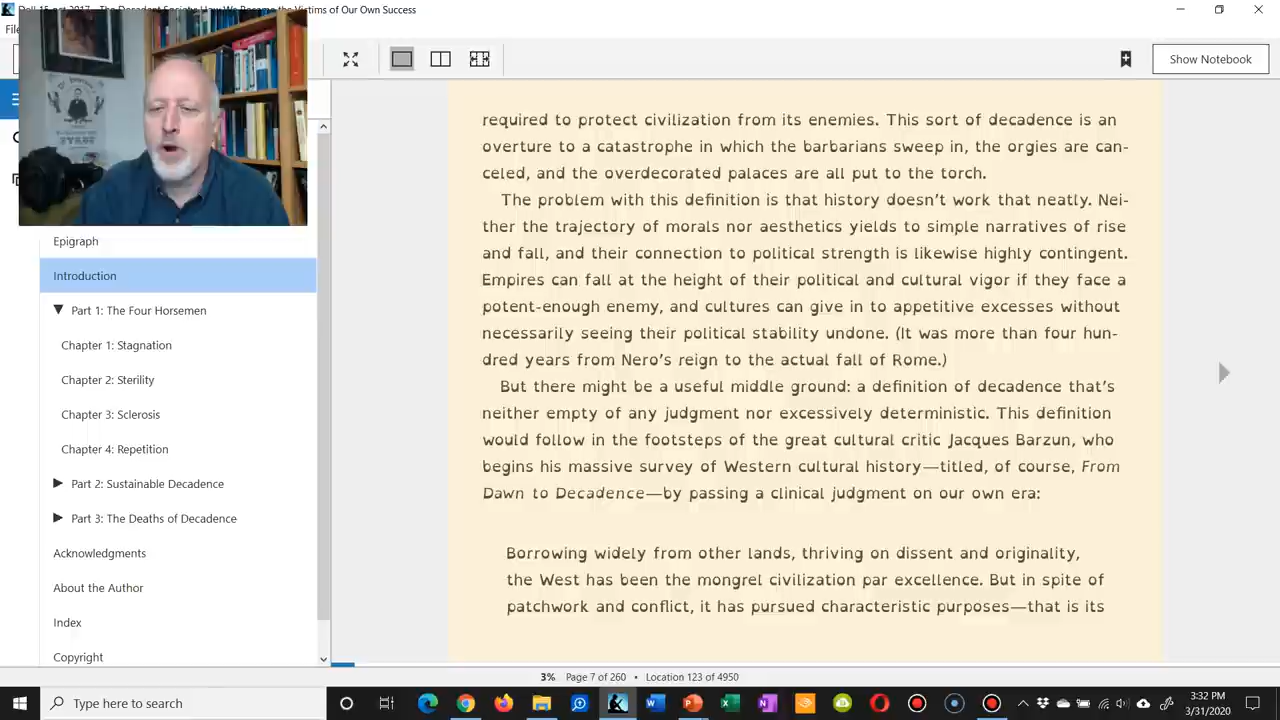 Dell 15-oct-2017 - The Decadent Society: How We Became the Victims of Our Own Success
File
Show Notebook
Epigraph
Introduction
Part 1: The Four Horsemen
Chapter 1: Stagnation
Chapter 2: Sterility
Chapter 3: Sclerosis
Chapter 4: Repetition
Part 2: Sustainable Decadence
Part 3: The Deaths of Decadence
Acknowledgments
About the Author
Index
Copyright
required to protect civilization from its enemies. This sort of decadence is an
overture to a catastrophe in which the barbarians sweep in, the orgies are can-
celed, and the overdecorated palaces are all put to the torch.
The problem with this definition is that history doesn't work that neatly. Nei-
ther the trajectory of morals nor aesthetics yields to simple narratives of rise
and fall, and their connection to political strength is likewise highly contingent.
Empires can fall at the height of their political and cultural vigor if they face a
potent-enough enemy, and cultures can give in to appetitive excesses without
necessarily seeing their political stability undone. (It was more than four hun-
dred years from Nero's reign to the actual fall of Rome.)
But there might be a useful middle ground: a definition of decadence that's
neither empty of any judgment nor excessively deterministic. This definition
would follow in the footsteps of the great cultural critic Jacques Barzun, who
begins his massive survey of Western cultural history—titled, of course, From
Dawn to Decadence—by passing a clinical judgment on our own era:
Borrowing widely from other lands, thriving on dissent and originality,
the West has been the mongrel civilization par excellence. But in spite of
patchwork and conflict, it has pursued characteristic purposes—that is its
3% Page 7 of 260 • Location 123 of 4950
Type here to search
3:32 PM
3/31/2020